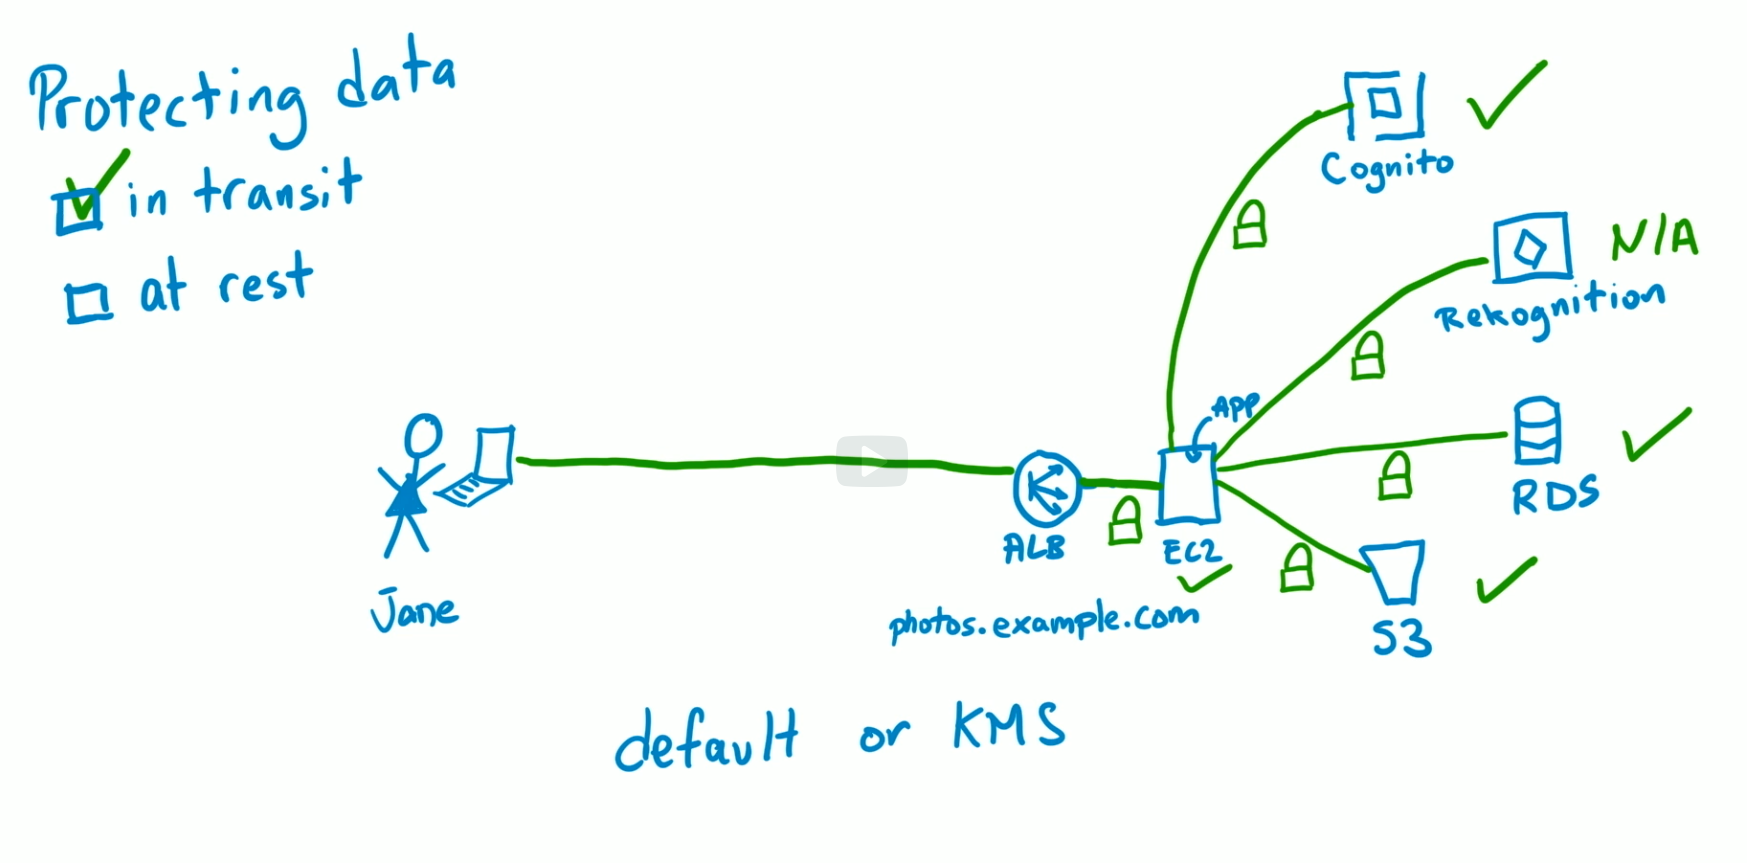 Protecting data
in transit
at rest
Cognito
N/A
Rekognition
APP
RDS
ALB
EC2
Jane
photos.example.com
S3
default or KMS